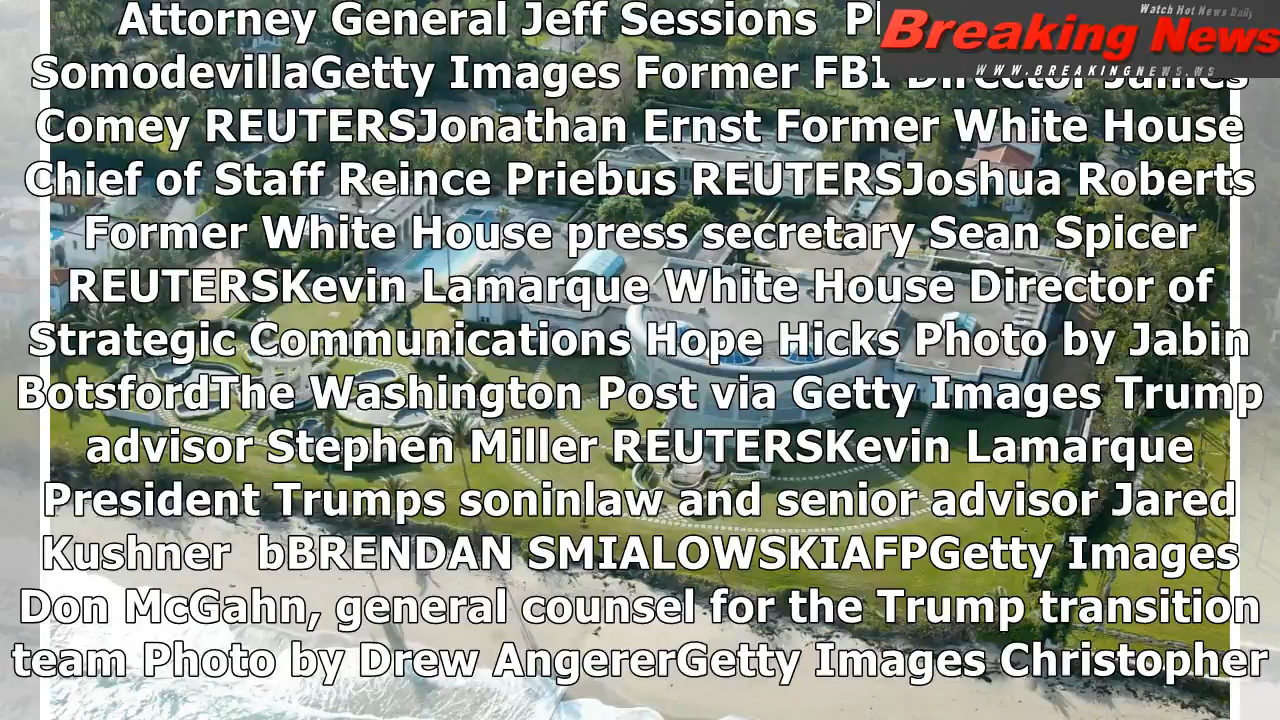 Attorney General Jeff Sessions
Watch Hot News Daily
Breaking News
WWW.BREAKINGNEWS.WS
SomodevillaGetty Images Former FBI Director James
Comey REUTERSJonathan Ernst Former White House
Chief of Staff Reince Priebus REUTERSJoshua Roberts
Former White House press secretary Sean Spicer
REUTERSKevin Lamarque White House Director of
Strategic Communications Hope Hicks Photo by Jabin
BotsfordThe Washington Post via Getty Images Trump
advisor Stephen Miller REUTERSKevin Lamarque
President Trumps soninlaw and senior advisor Jared
Kushner bBRENDAN SMIALOWSKIAFPGetty Images
Don McGahn, general counsel for the Trump transition
team Photo by Drew AngererGetty Images Christopher